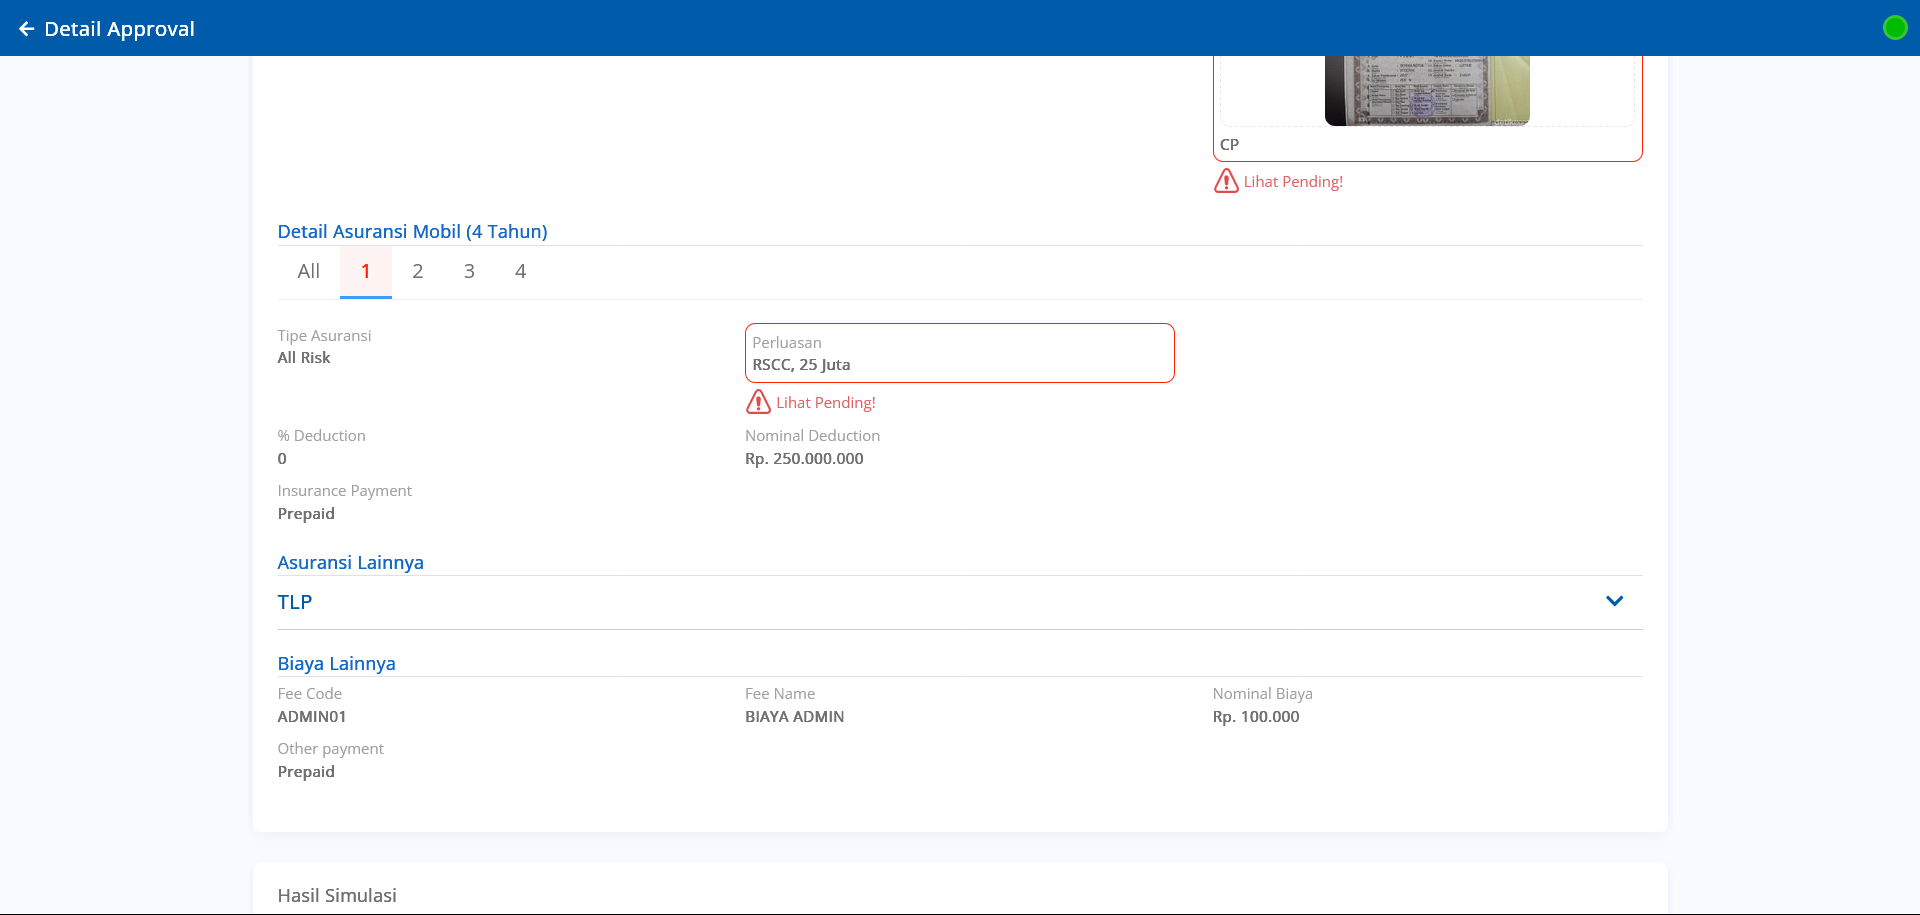 Detail Approval
CP
Lihat Pending!
Detail Asuransi Mobil (4 Tahun)
All 1 2 3 4
Tipe Asuransi
All Risk
Perluasan
RSCC, 25 Juta
Lihat Pending!
% Deduction
0
Nominal Deduction
Rp. 250.000.000
Insurance Payment
Prepaid
Asuransi Lainnya
TLP
Biaya Lainnya
Fee Code
ADMIN01
Fee Name
BIAYA ADMIN
Nominal Biaya
Rp. 100.000
Other payment
Prepaid
Hasil Simulasi